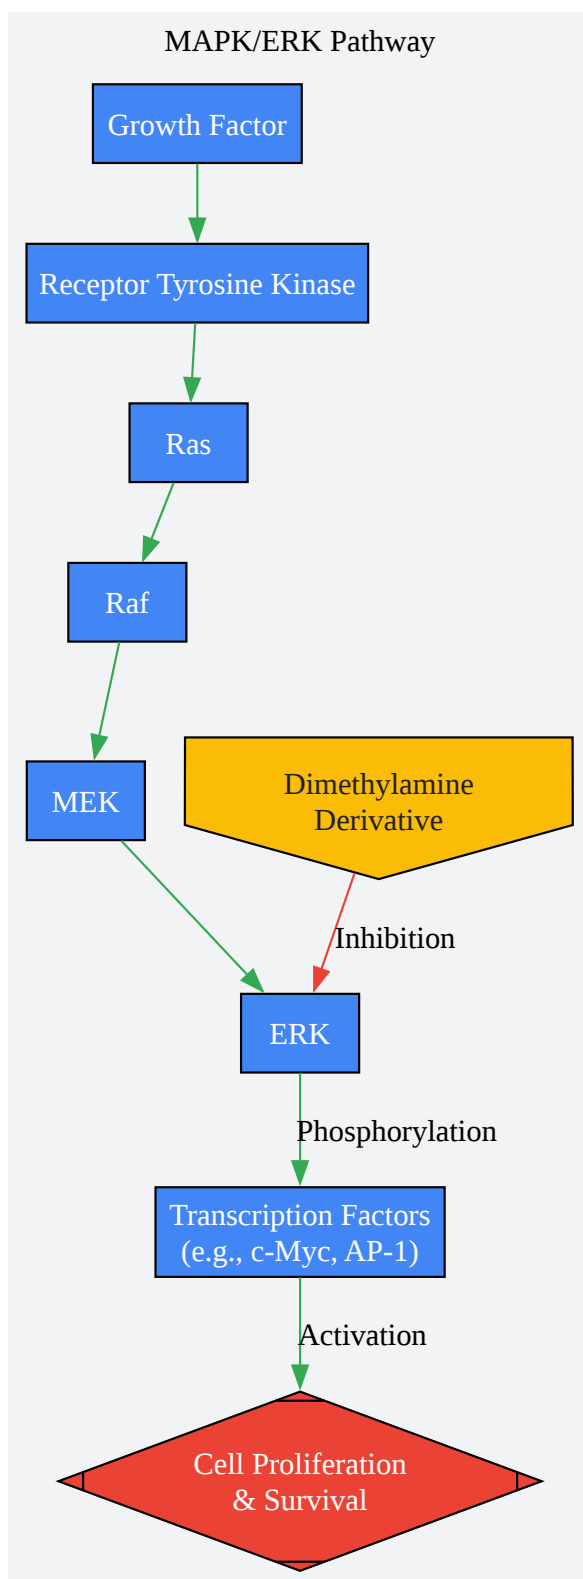 MAPK/ERK Pathway
Growth Factor
Receptor Tyrosine Kinase
Ras
Raf
MEK
Dimethylamine
Derivative
Inhibition
ERK
Phosphorylation
Transcription Factors
(e.g., c-Myc, AP-1)
Activation
Cell Proliferation
& Survival